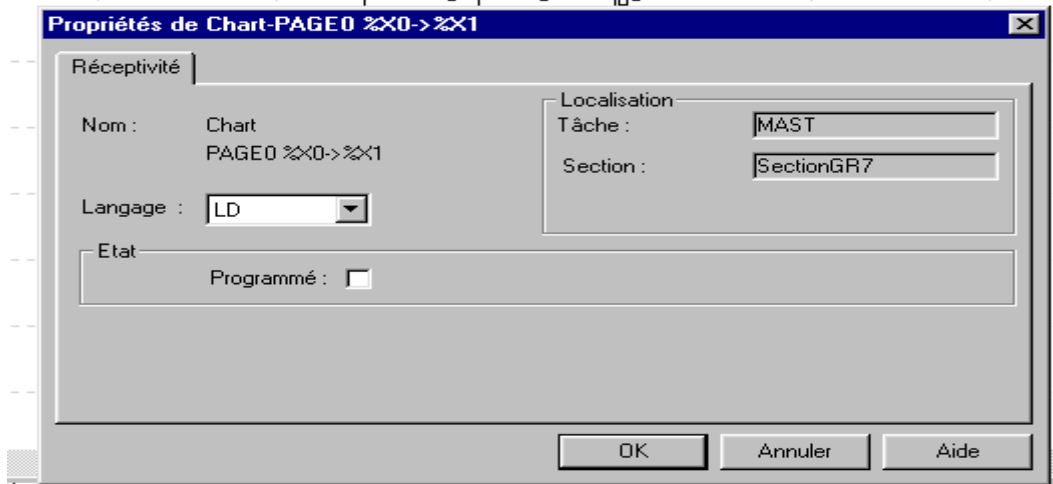 Propriétés de Chart-PAGE0 %X0->%X1
Réceptivité
Nom : Chart
PAGE0 %X0->%X1
Langage : LD
Localisation
Tâche : MAST
Section : SectionGR7
Etat
Programmé :
OK Annuler Aide